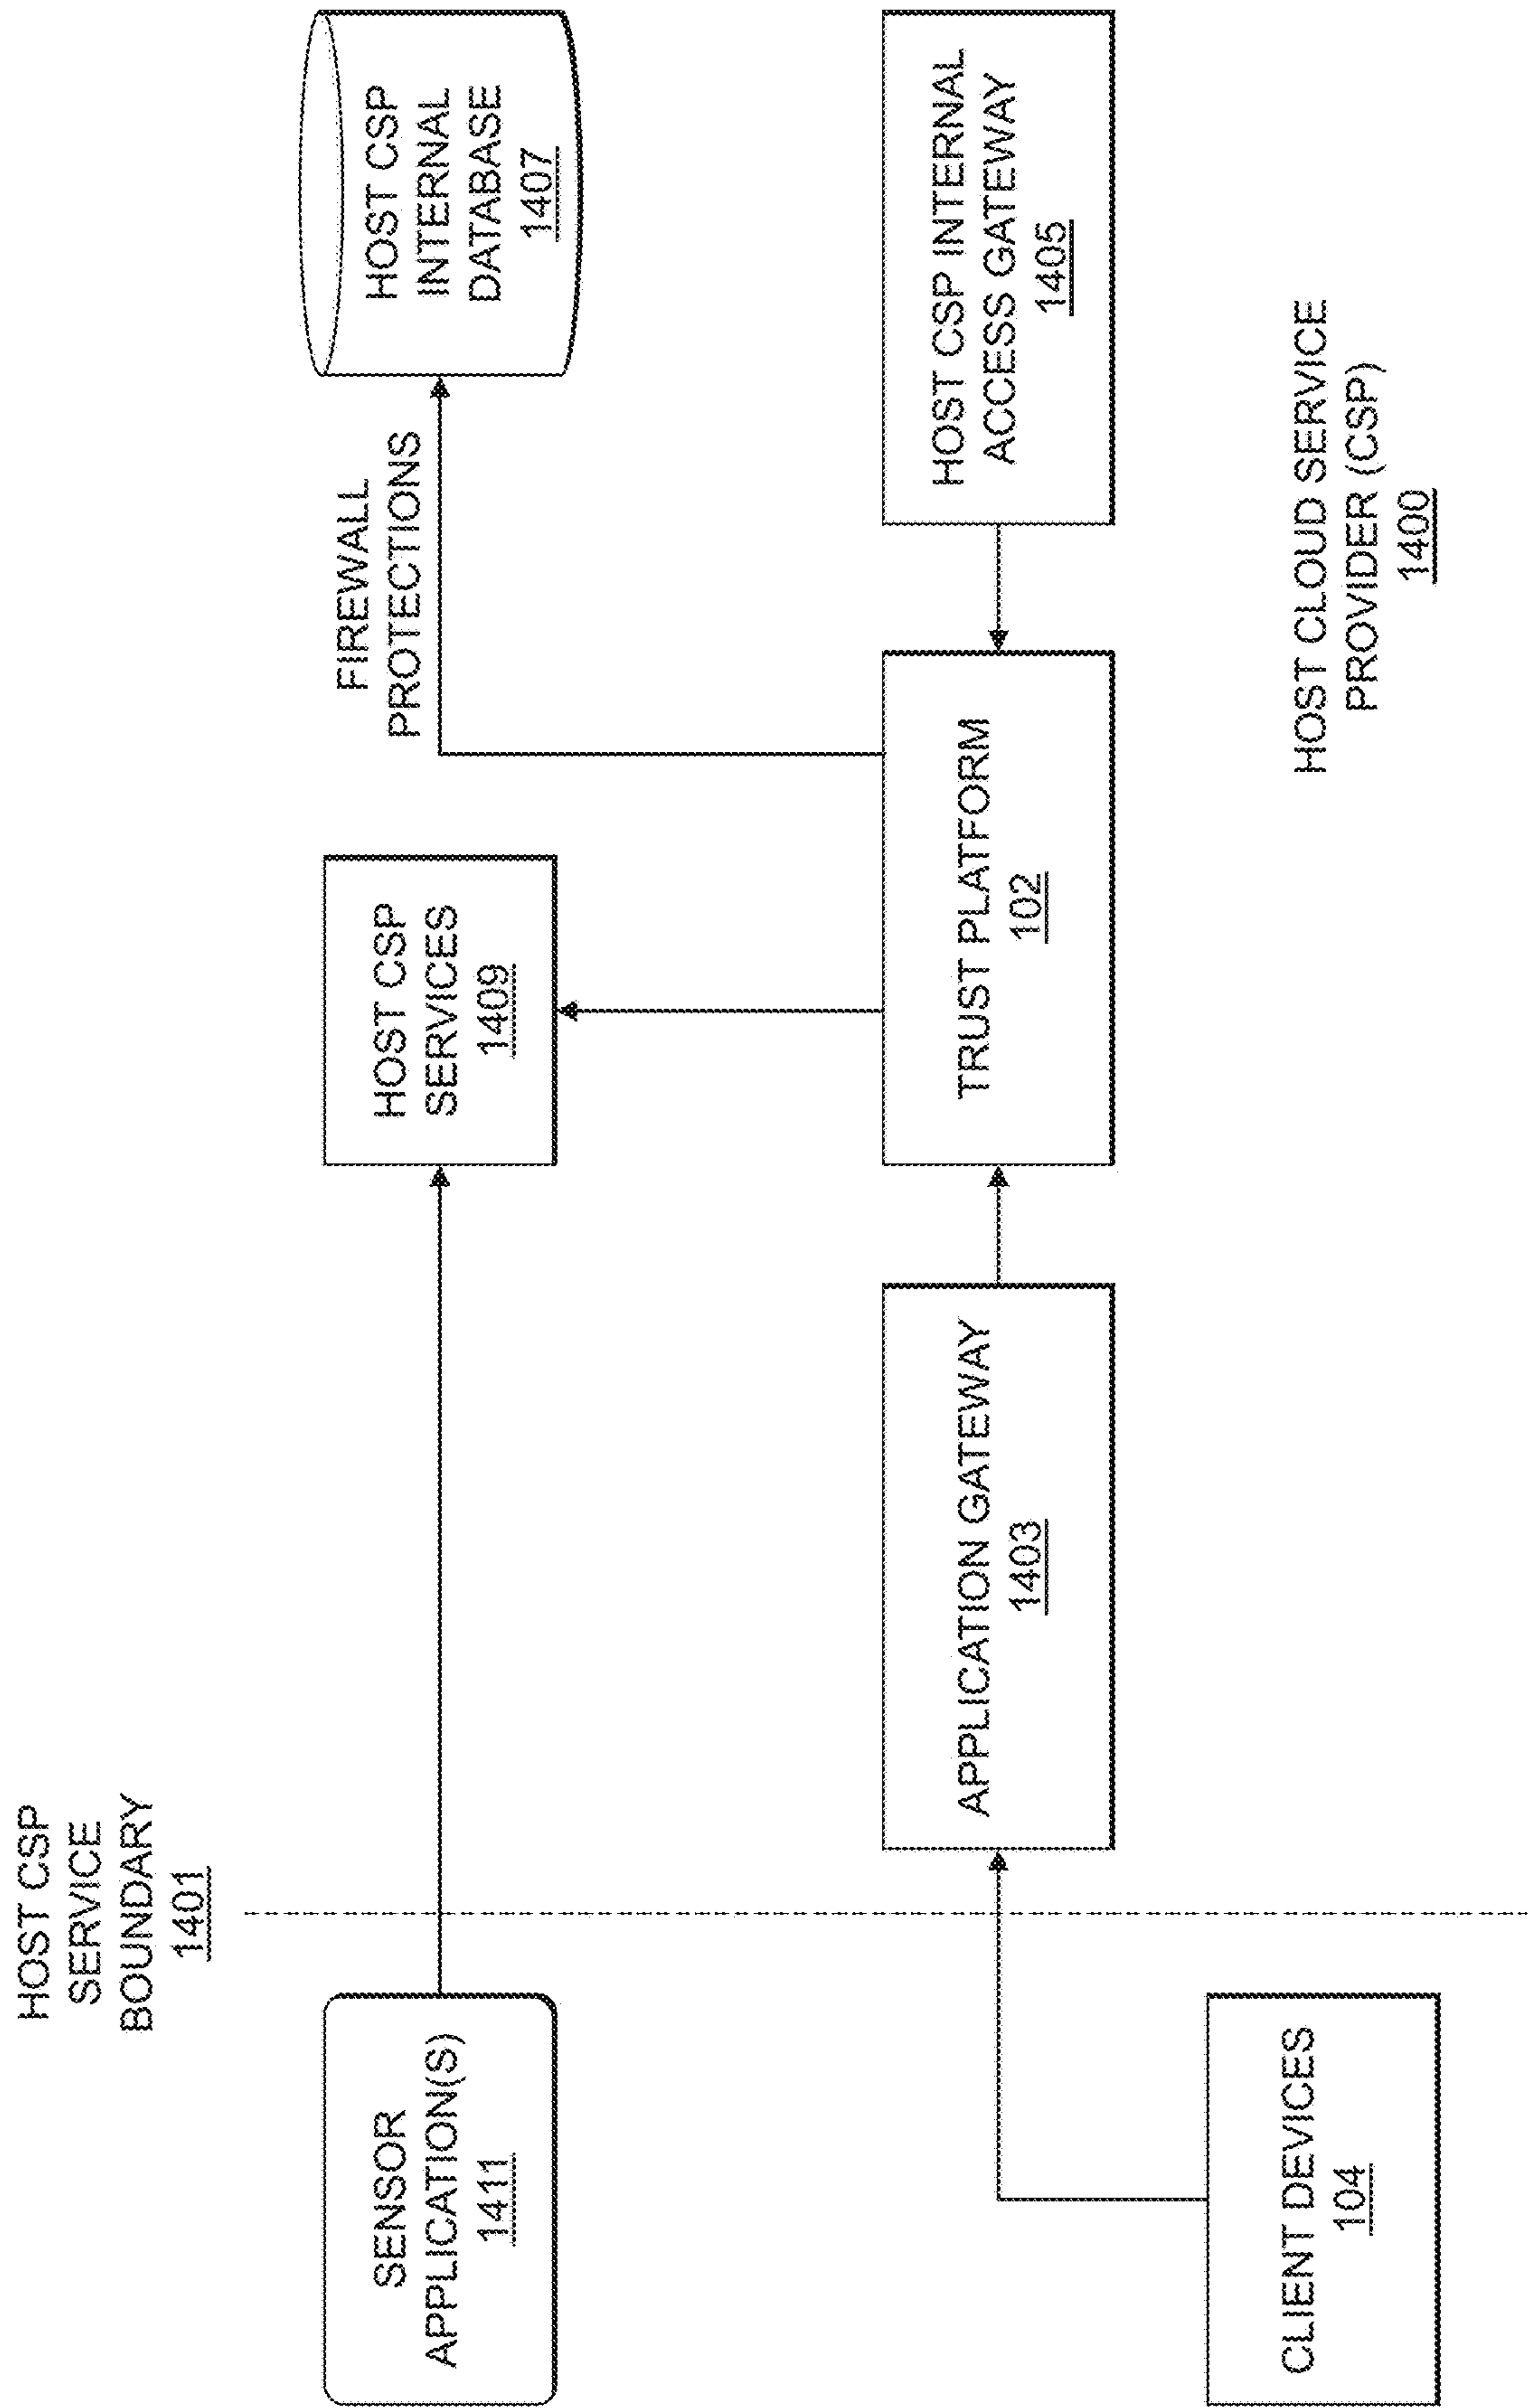 HOST CSP
SERVICE
BOUNDARY
1401
SENSOR
APPLICATION(S)
1411
HOST CSP
SERVICES
1409
FIREWALL
PROTECTIONS
HOST CSP
INTERNAL
DATABASE
1407
CLIENT DEVICES
104
APPLICATION GATEWAY
1403
TRUST PLATFORM
102
HOST CSP INTERNAL
ACCESS GATEWAY
1405
HOST CLOUD SERVICE
PROVIDER (CSP)
1400